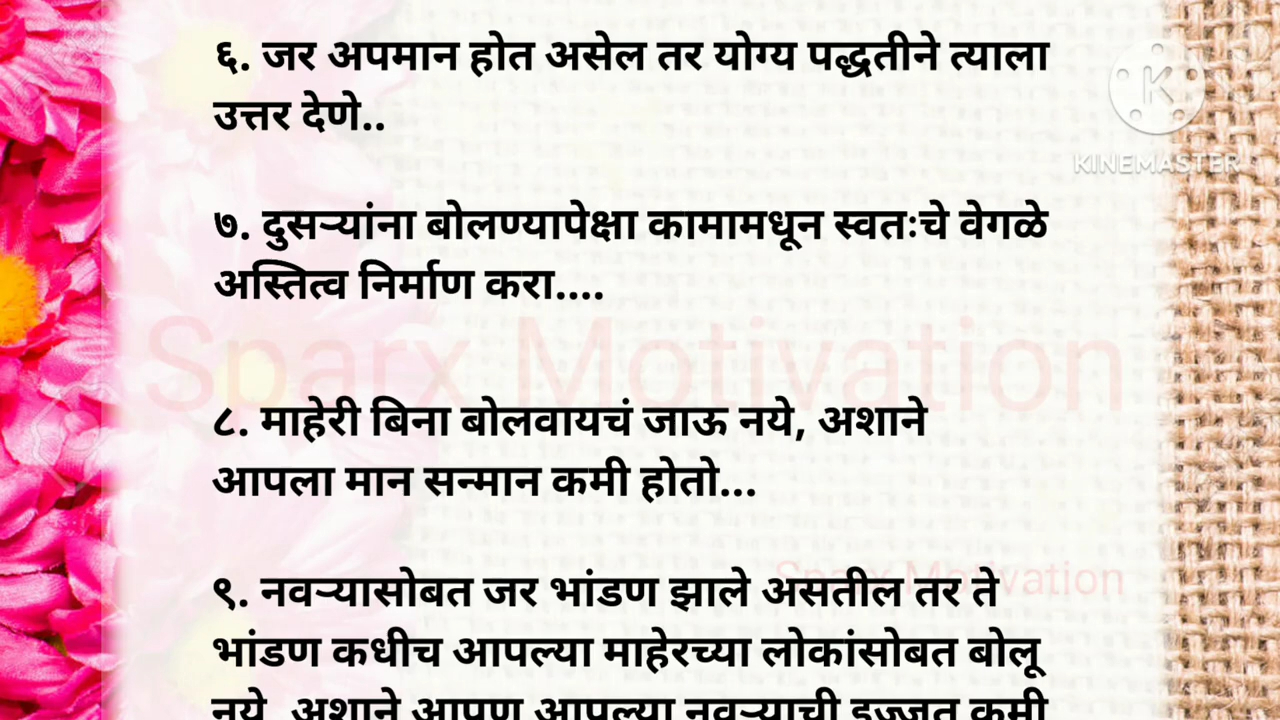 ६. जर अपमान होत असेल तर योग्य पद्धतीने त्याला
उत्तर देणे..
KINEMASTER
७. दुसऱ्यांना बोलण्यापेक्षा कामामधून स्वतःचे वेगळे
अस्तित्व निर्माण करा....
Sparx Motivation
८. माहेरी बिना बोलवायचं जाऊ नये, अशाने
आपला मान सन्मान कमी होतो...
Sparx Motivation
९. नवऱ्यासोबत जर भांडण झाले असतील तर ते
भांडण कधीच आपल्या माहेरच्या लोकांसोबत बोलू
नये, अशाने आपण आपल्या नवऱ्याची इज्जत कमी